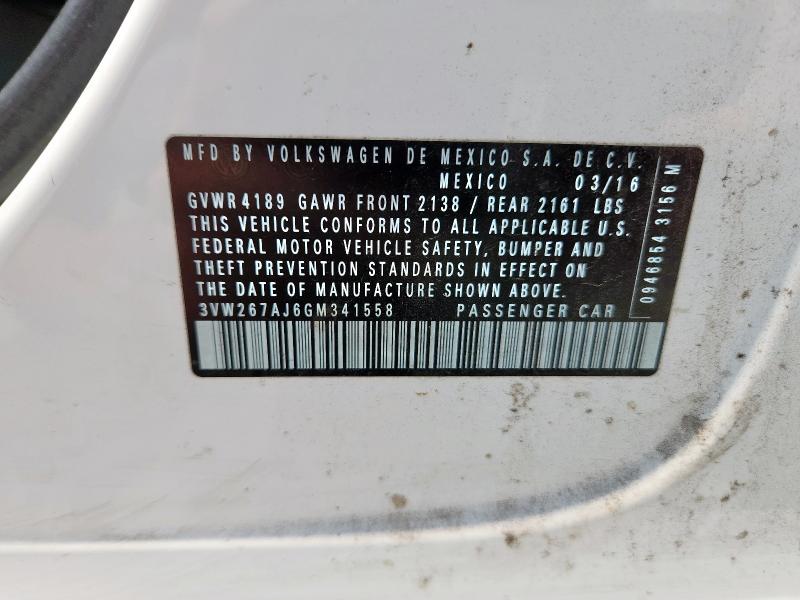 MFD BY VOLKSWAGEN DE MEXICO S.A. DE C.V.
MEXICO 03/16
GVWR 4189 GAWR FRONT 2138 / REAR 2161 LBS
THIS VEHICLE CONFORMS TO ALL APPLICABLE U.S.
FEDERAL MOTOR VEHICLE SAFETY, BUMPER AND
THEFT PREVENTION STANDARDS IN EFFECT ON
THE DATE OF MANUFACTURE SHOWN ABOVE.
3VW267AJ6GM341558 PASSENGER CAR
0946854 3156 M